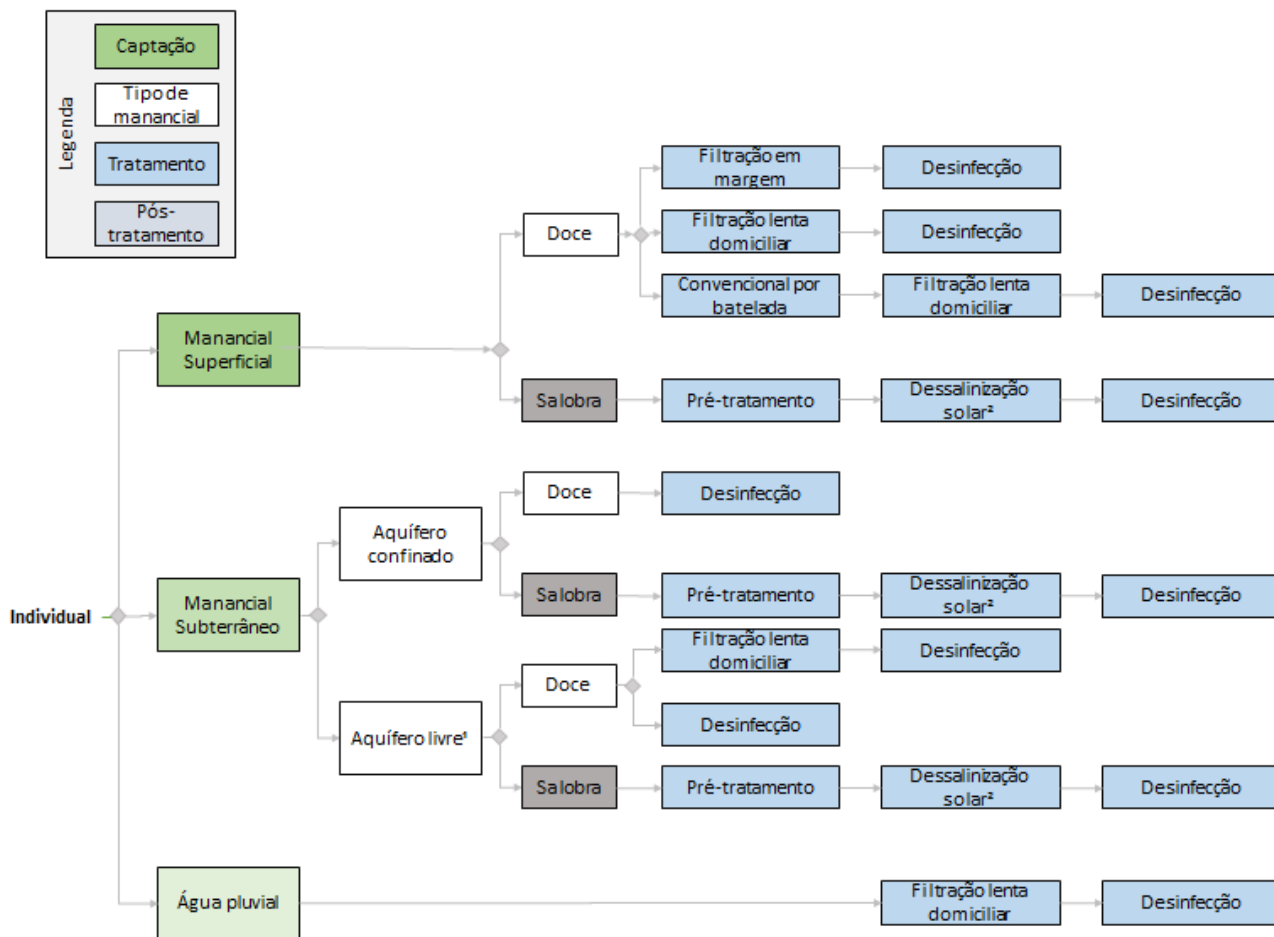 Legenda
Captação
Tipo de
manancial
Tratamento
Pós-
tratamento
Individual
Manancial
Superficial
Doce
Filtração em
margem
Desinfecção
Filtração lenta
domiciliar
Desinfecção
Convencional por
batelada
Filtração lenta
domiciliar
Desinfecção
Salobra
Pré-tratamento
Dessalinização
solar²
Desinfecção
Manancial
Subterrâneo
Aquífero
confinado
Doce
Desinfecção
Salobra
Pré-tratamento
Dessalinização
solar²
Desinfecção
Aquífero livre¹
Doce
Filtração lenta
domiciliar
Desinfecção
Desinfecção
Salobra
Pré-tratamento
Dessalinização
solar²
Desinfecção
Água pluvial
Filtração lenta
domiciliar
Desinfecção